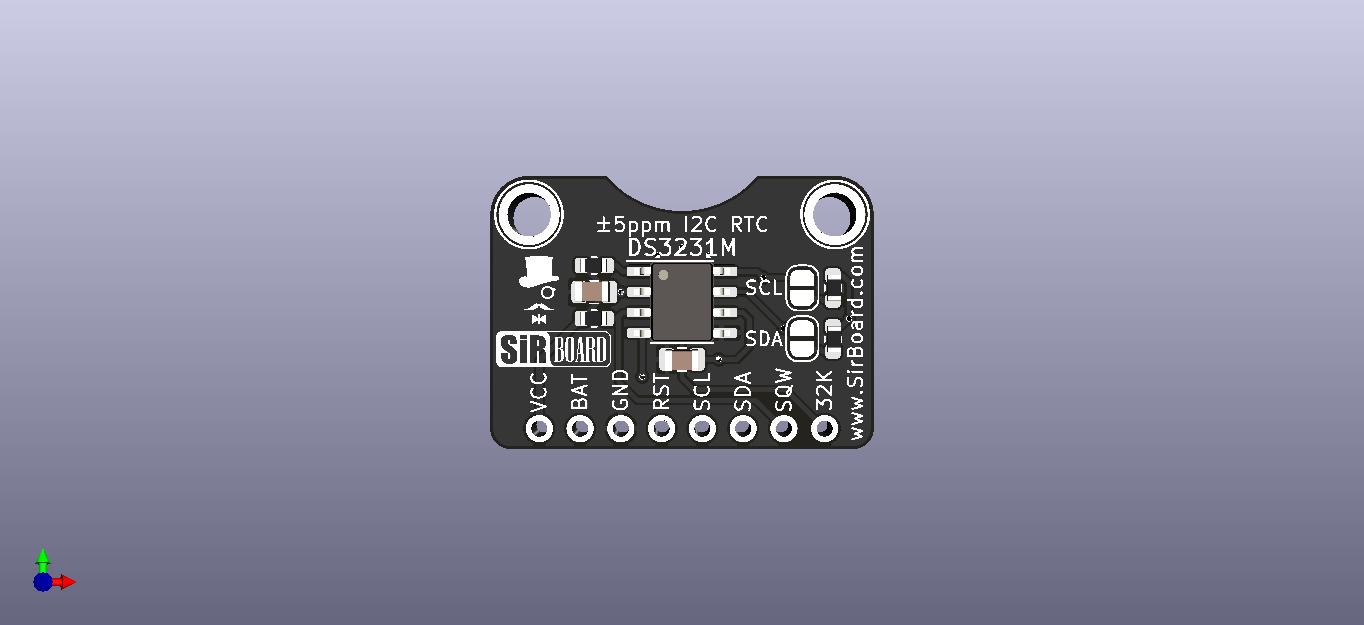 ±5ppm I2C RTC
DS3231M
SCL
SDA
SiR BOARD
VCC
BAT
GND
RST
SCL
SDA
SQW
32K
www.SirBoard.com